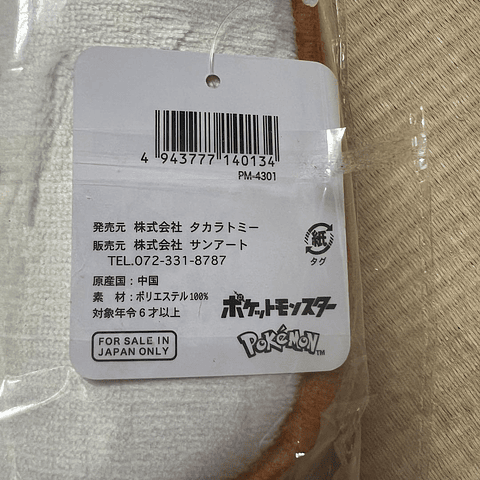 4 943777 140134
PM-4301
発売元 株式会社 タカラトミー
販売元 株式会社 サンアート
TEL.072-331-8787
原産国：中国
素 材：ポリエステル100%
対象年令6才以上
FOR SALE IN
JAPAN ONLY
紙
タグ
ポケットモンスター
POKéMON™